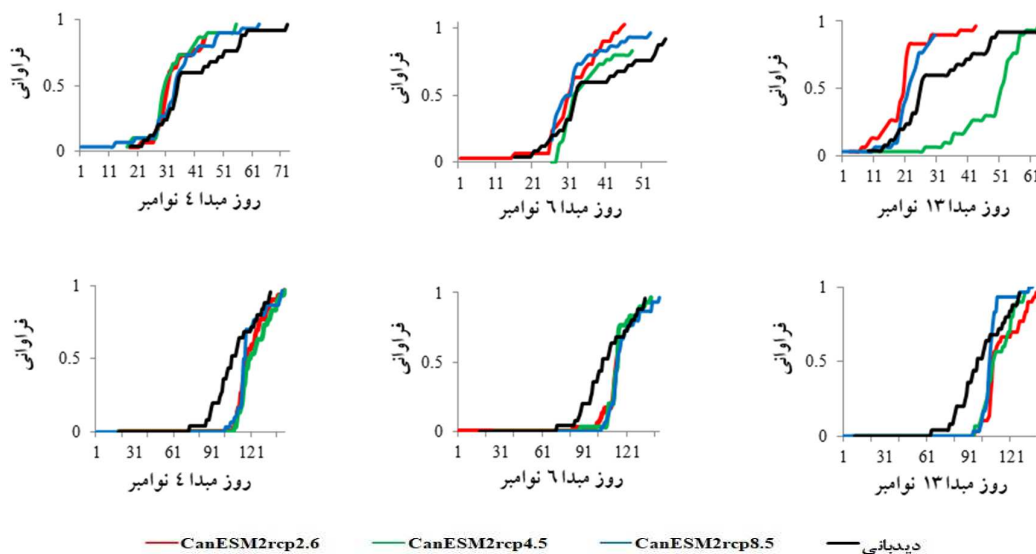 فراوانی
1
0.5
0
1 11 21 31 41 51 61 71
روز مبدا ٤ نوامبر
فراوانی
1
0.5
0
1 11 21 31 41 51
روز مبدا ٦ نوامبر
فراوانی
1
0.5
0
1 11 21 31 41 51 61
روز مبدا ١٣ نوامبر
فراوانی
1
0.5
0
1 31 61 91 121
روز مبدا ٤ نوامبر
فراوانی
1
0.5
0
1 31 61 91 121
روز مبدا ٦ نوامبر
فراوانی
1
0.5
0
1 31 61 91 121
روز مبدا ١٣ نوامبر
CanESM2rcp2.6 CanESM2rcp4.5 CanESM2rcp8.5 دیدبانی